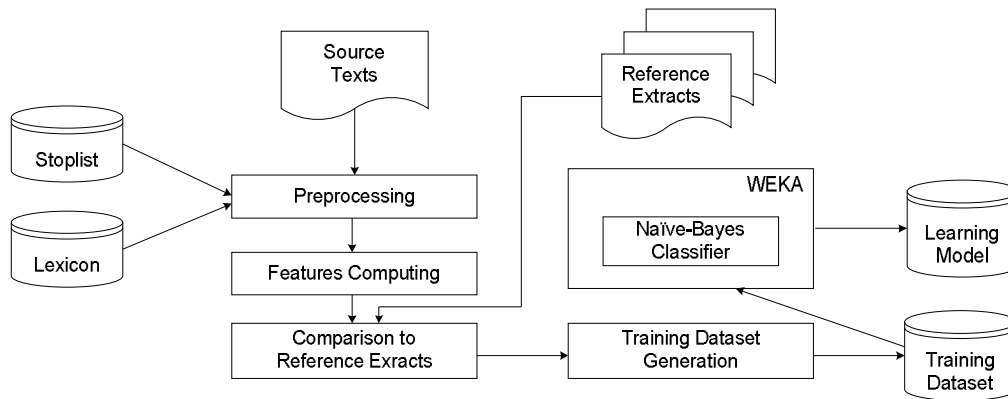 Source
Texts
Reference
Extracts
Stoplist
Preprocessing
WEKA
Naïve-Bayes
Classifier
Learning
Model
Lexicon
Features Computing
Comparison to
Reference Exracts
Training Dataset
Generation
Training
Dataset